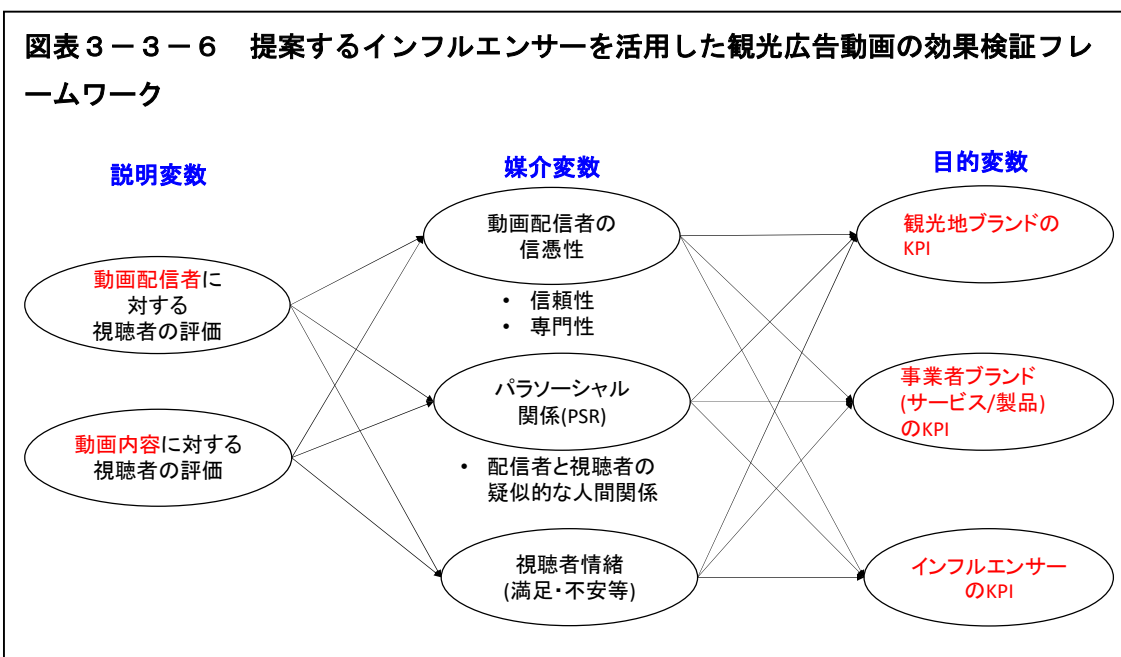 図表３－３－６　提案するインフルエンサーを活用した観光広告動画の効果検証フレ
ームワーク
説明変数
動画配信者に
対する
視聴者の評価
動画内容に対する
視聴者の評価
媒介変数
動画配信者の
信憑性
• 信頼性
• 専門性
パラソーシャル
関係(PSR)
• 配信者と視聴者の
疑似的な人間関係
視聴者情緒
(満足・不安等)
目的変数
観光地ブランドの
KPI
事業者ブランド
(サービス/製品)
のKPI
インフルエンサー
のKPI